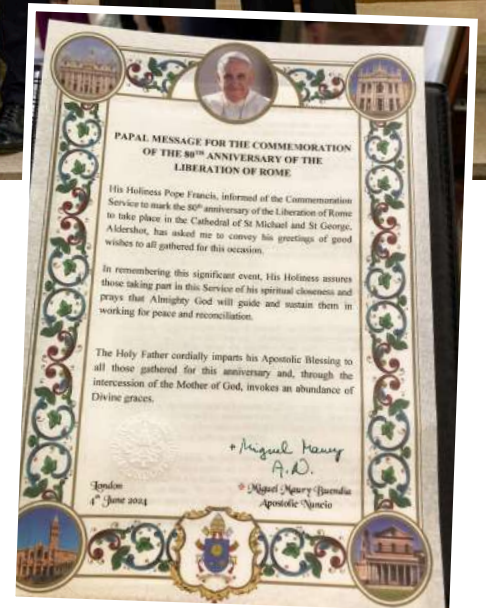 PAPAL MESSAGE FOR THE COMMEMORATION
OF THE 80TH ANNIVERSARY OF THE
LIBERATION OF ROME
His Holiness Pope Francis, informed of the Commemoration
Service to mark the 80th anniversary of the Liberation of Rome
to take place in the Cathedral of St Michael and St George,
Aldershot, has asked me to convey his greetings of good
wishes to all gathered for this occasion.
In remembering this significant event, His Holiness assures
those taking part in this Service of his spiritual closeness and
prays that Almighty God will guide and sustain them in
working for peace and reconciliation.
The Holy Father cordially imparts his Apostolic Blessing to
all those gathered for this anniversary and, through the
intercession of the Mother of God, invokes an abundance of
Divine graces.
+ Miguel Maury
A.N.
London
4th June 2024
Miguel Maury Buendía
Apostolic Nuncio